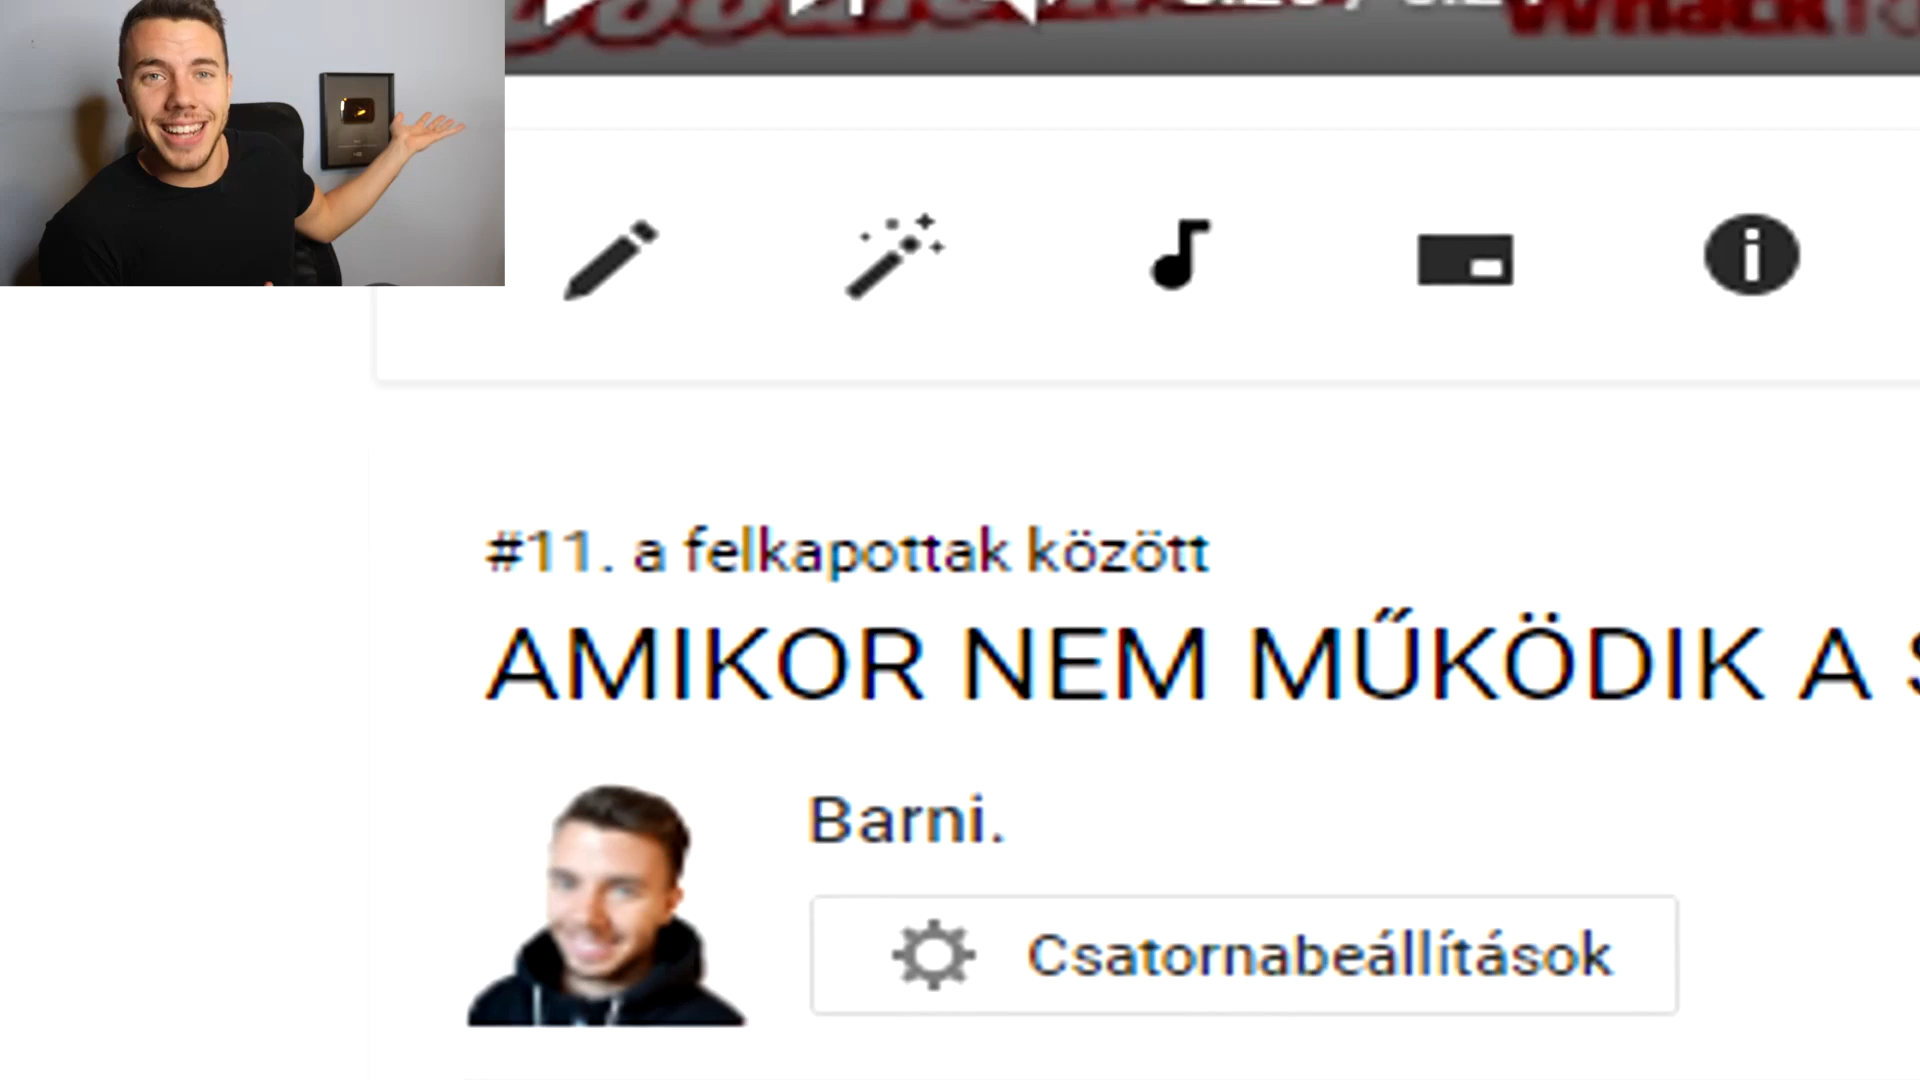 #11. a felkapottak között
AMIKOR NEM MŰKÖDIK A
Barni.
Csatornabeállítások